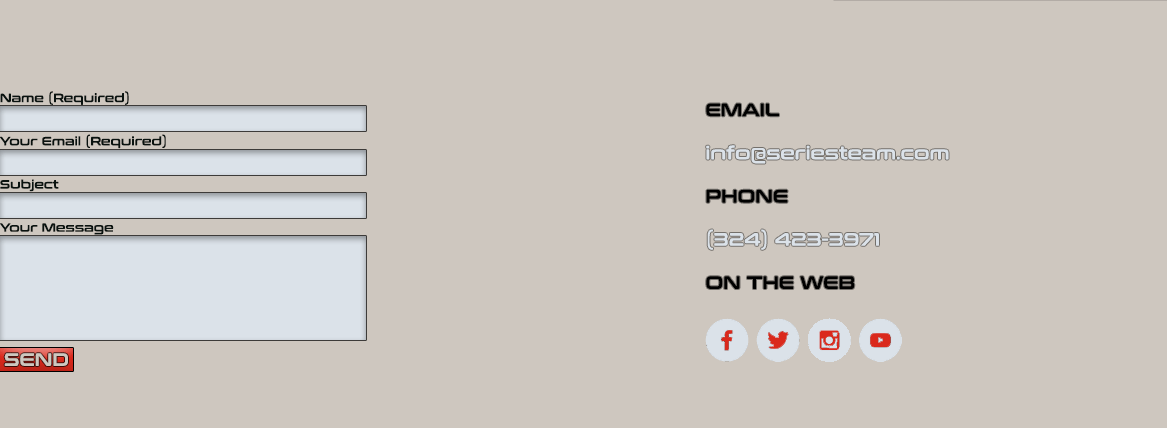 Name (Required)
Your Email (Required)
Subject
Your Message
SEND
EMAIL
info@seriesteam.com
PHONE
(324) 423-3971
ON THE WEB